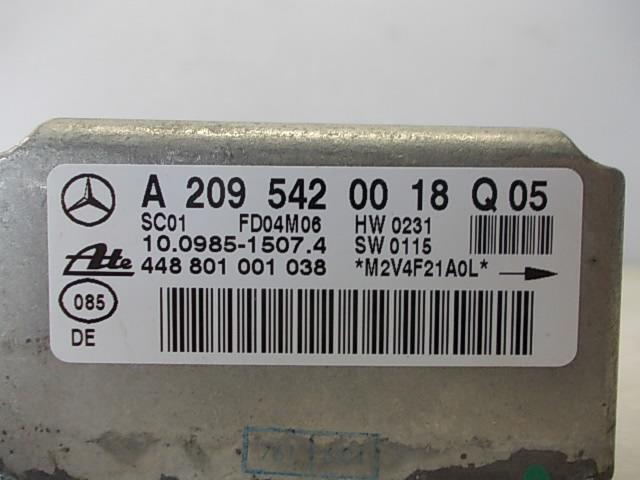 A 209 542 00 18 Q 05
SC01 FD04M06 HW 0231
10.0985-1507.4 SW 0115
Ate 448 801 001 038 *M2V4F21A0L*
085
DE